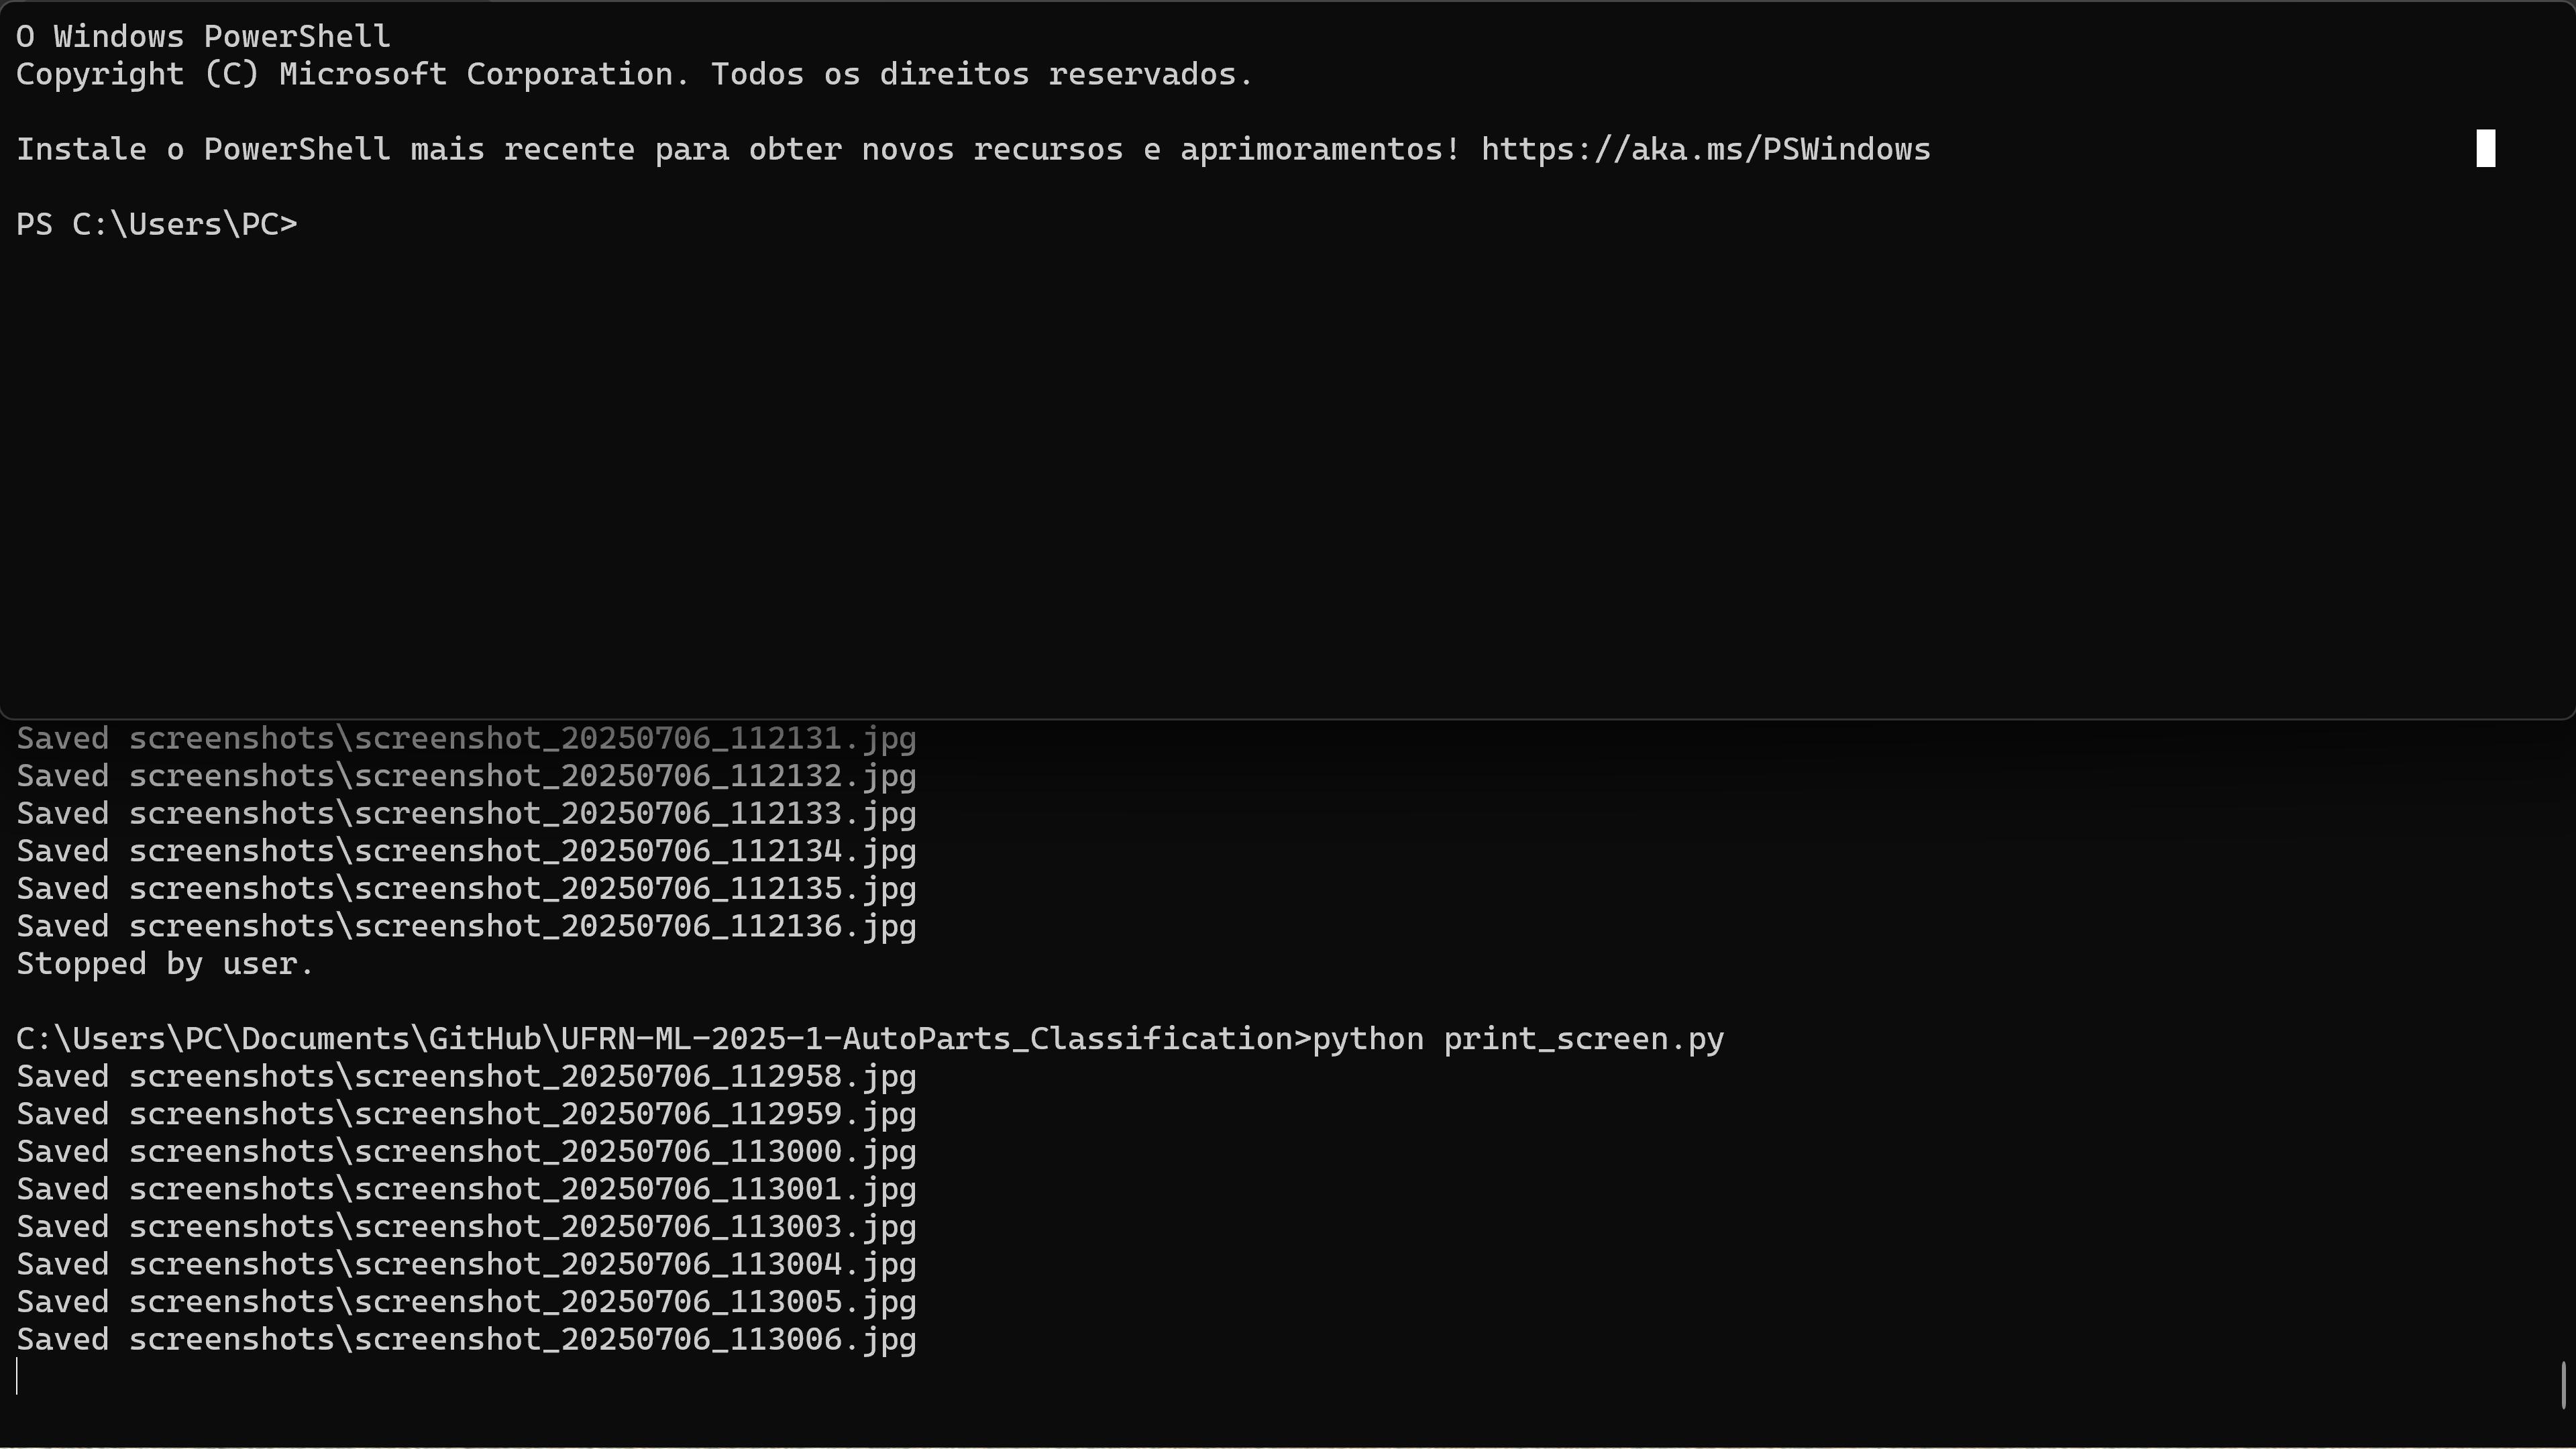 O Windows PowerShell
Copyright (C) Microsoft Corporation. Todos os direitos reservados.
Instale o PowerShell mais recente para obter novos recursos e aprimoramentos! https://aka.ms/PSWindows
PS C:\Users\PC>
Saved screenshots\screenshot_20250706_112131.jpg
Saved screenshots\screenshot_20250706_112132.jpg
Saved screenshots\screenshot_20250706_112133.jpg
Saved screenshots\screenshot_20250706_112134.jpg
Saved screenshots\screenshot_20250706_112135.jpg
Saved screenshots\screenshot_20250706_112136.jpg
Stopped by user.
C:\Users\PC\Documents\GitHub\UFRN-ML-2025-1-AutoParts_Classification>python print_screen.py
Saved screenshots\screenshot_20250706_112958.jpg
Saved screenshots\screenshot_20250706_112959.jpg
Saved screenshots\screenshot_20250706_113000.jpg
Saved screenshots\screenshot_20250706_113001.jpg
Saved screenshots\screenshot_20250706_113003.jpg
Saved screenshots\screenshot_20250706_113004.jpg
Saved screenshots\screenshot_20250706_113005.jpg
Saved screenshots\screenshot_20250706_113006.jpg